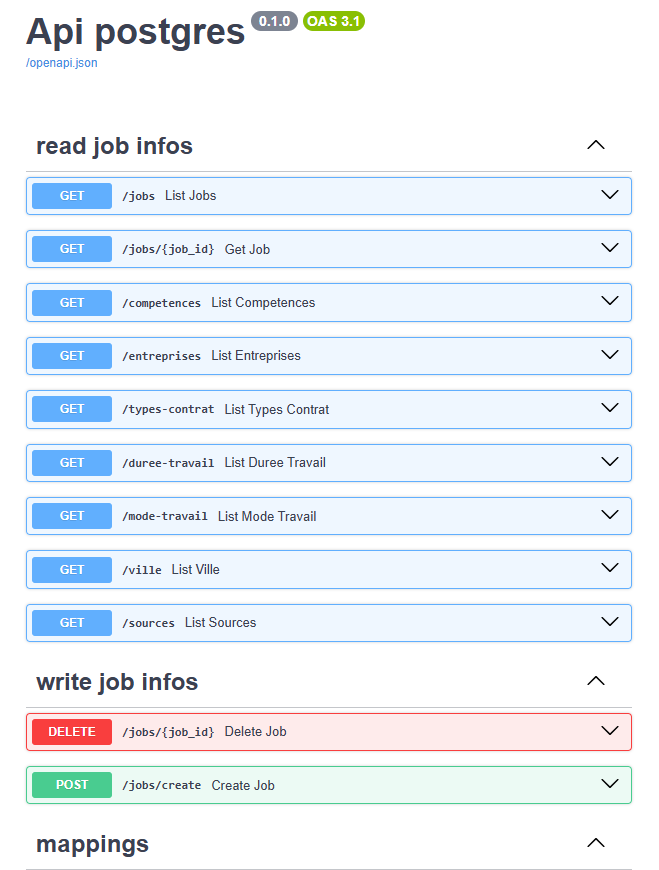 Api postgres 0.1.0 OAS 3.1
/openapi.json
read job infos
GET /jobs List Jobs
GET /jobs/{job_id} Get Job
GET /competences List Competences
GET /entreprises List Entreprises
GET /types-contrat List Types Contrat
GET /duree-travail List Duree Travail
GET /mode-travail List Mode Travail
GET /ville List Ville
GET /sources List Sources
write job infos
DELETE /jobs/{job_id} Delete Job
POST /jobs/create Create Job
mappings